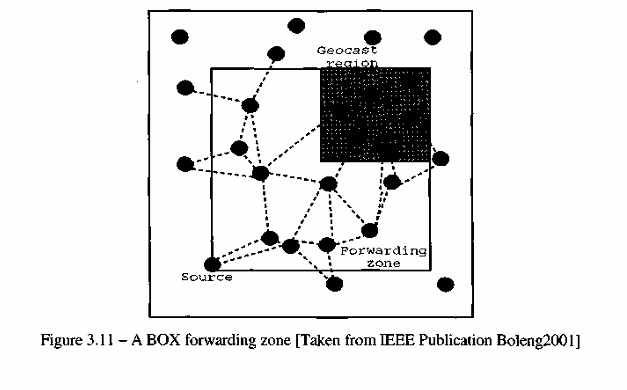 Geocast
region
Forwarding
zone
Source
Figure 3.11 – A BOX forwarding zone [Taken from IEEE Publication Boleng2001]